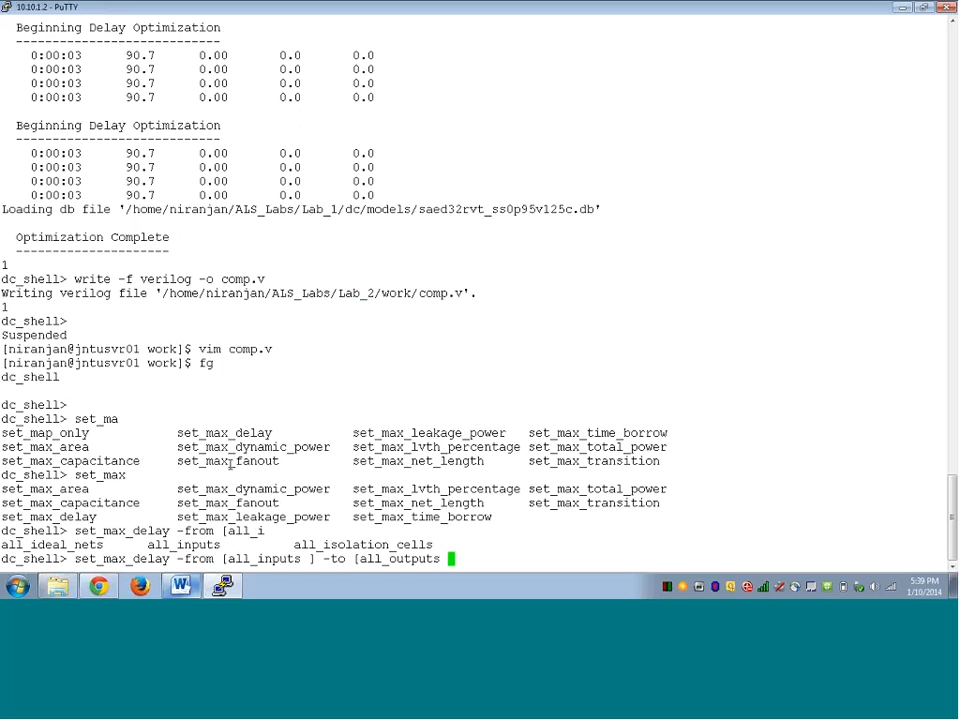 10.10.1.2 - PuTTY
Beginning Delay Optimization
----------------------------
0:00:03 90.7 0.00 0.0 0.0
0:00:03 90.7 0.00 0.0 0.0
0:00:03 90.7 0.00 0.0 0.0
0:00:03 90.7 0.00 0.0 0.0
Beginning Delay Optimization
----------------------------
0:00:03 90.7 0.00 0.0 0.0
0:00:03 90.7 0.00 0.0 0.0
0:00:03 90.7 0.00 0.0 0.0
0:00:03 90.7 0.00 0.0 0.0
Loading db file '/home/niranjan/ALS_Labs/Lab_1/dc/models/saed32rvt_ss0p95v125c.db'
Optimization Complete
---------------------
1
dc_shell> write -f verilog -o comp.v
Writing verilog file '/home/niranjan/ALS_Labs/Lab_2/work/comp.v'.
1
dc_shell>
Suspended
[niranjan@jntusvr01 work]$ vim comp.v
[niranjan@jntusvr01 work]$ fg
dc_shell
dc_shell>
dc_shell> set_ma
set_map_only set_max_delay set_max_leakage_power set_max_time_borrow
set_max_area set_max_dynamic_power set_max_lvth_percentage set_max_total_power
set_max_capacitance set_max_fanout set_max_net_length set_max_transition
dc_shell> set_max
set_max_area set_max_dynamic_power set_max_lvth_percentage set_max_total_power
set_max_capacitance set_max_fanout set_max_net_length set_max_transition
set_max_delay set_max_leakage_power set_max_time_borrow
dc_shell> set_max_delay -from [all_i
all_ideal_nets all_inputs all_isolation_cells
dc_shell> set_max_delay -from [all_inputs ] -to [all_outputs
5:39 PM
1/10/2014